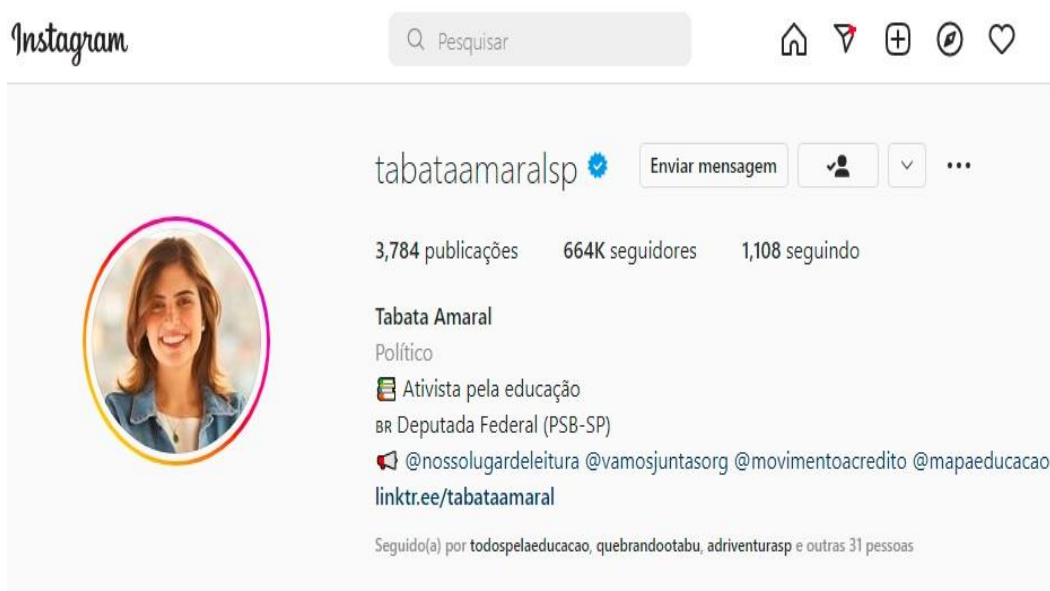 Instagram
Pesquisar
tabataamaralsp Enviar mensagem
3,784 publicações 664K seguidores 1,108 seguindo
Tabata Amaral
Político
Ativista pela educação
BR Deputada Federal (PSB-SP)
@nossolugardeleitura @vamosjuntasorg @movimentoacredito @mapaeducacao
linktr.ee/tabataamaral
Seguido(a) por todospelaeducacao, quebrandootabu, adriventurasp e outras 31 pessoas